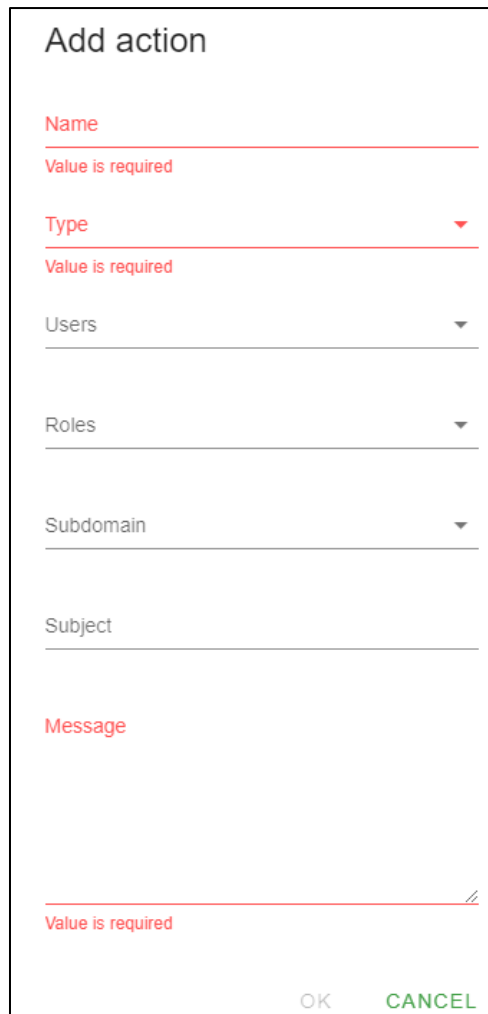 Add action
Name
Value is required
Type
Value is required
Users
Roles
Subdomain
Subject
Message
Value is required
OK CANCEL